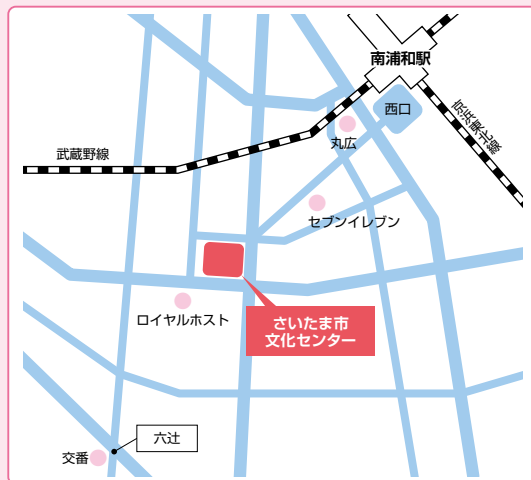 南浦和駅
西口
京浜東北線
丸広
武蔵野線
セブンイレブン
ロイヤルホスト
さいたま市
文化センター
六辻
交番